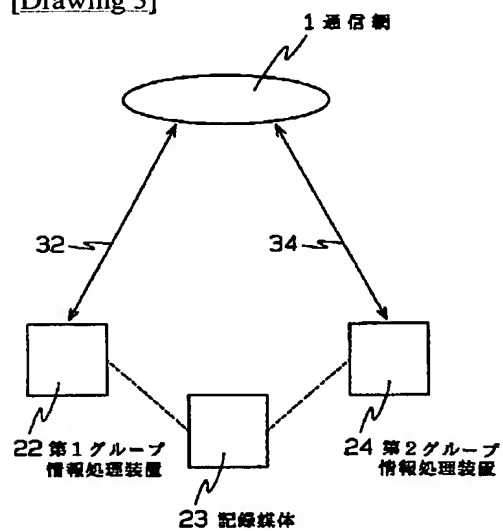 [Drawing 3]
1 通信網
32
34
22 第1グループ
情報処理装置
24 第2グループ
情報処理装置
23 記録媒体